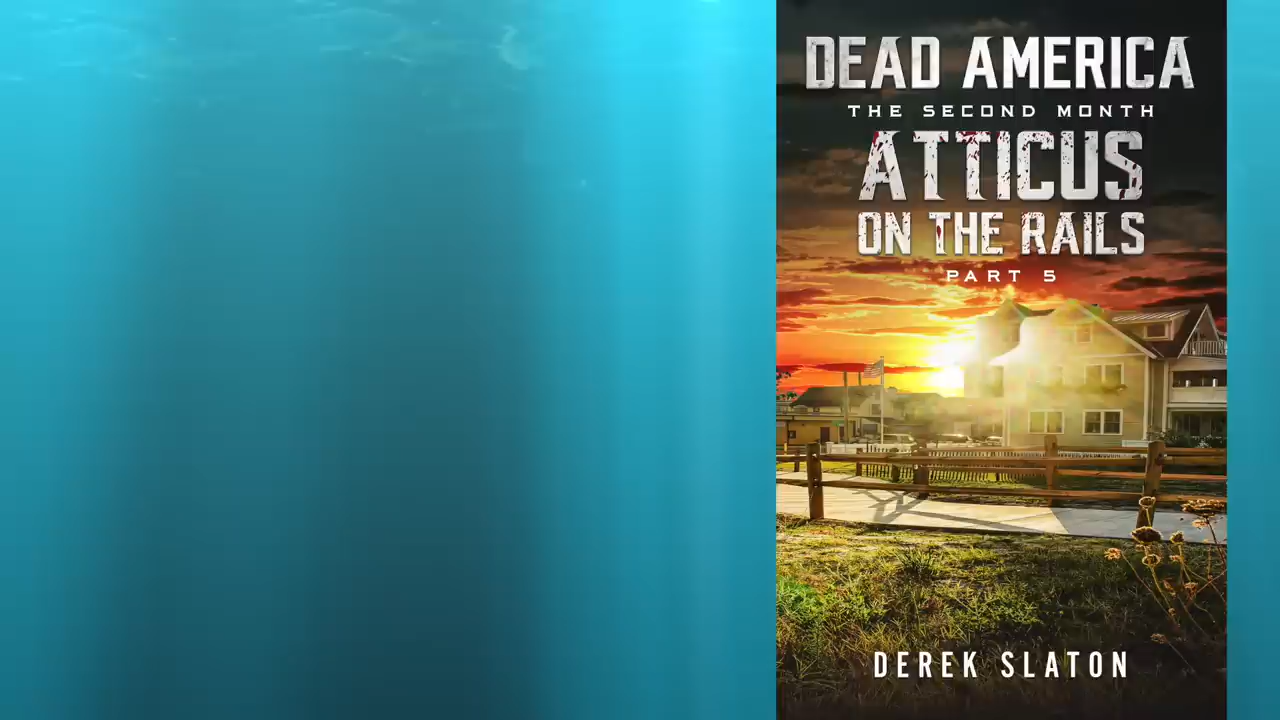 DEAD AMERICA
THE SECOND MONTH
ATTICUS
ON THE RAILS
PART 5
DEREK SLATON